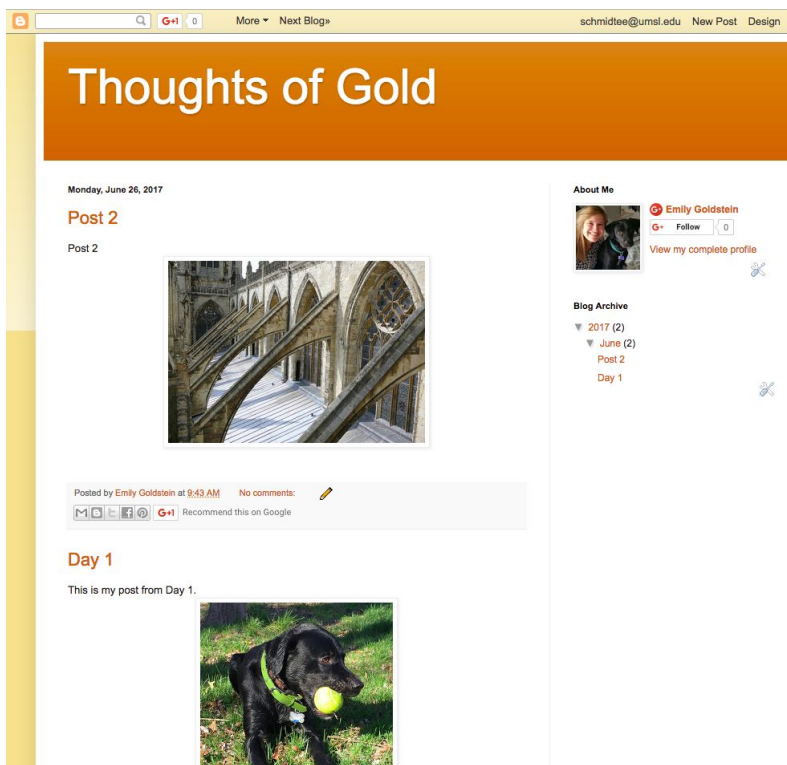 G+1 0 More Next Blog» schmidtee@umsl.edu New Post Design
Thoughts of Gold
Monday, June 26, 2017
Post 2
Post 2
Posted by Emily Goldstein at 9:43 AM No comments:
G+1 Recommend this on Google
Day 1
This is my post from Day 1.
About Me
G+ Emily Goldstein
G+ Follow 0
View my complete profile
Blog Archive
▼ 2017 (2)
▼ June (2)
Post 2
Day 1